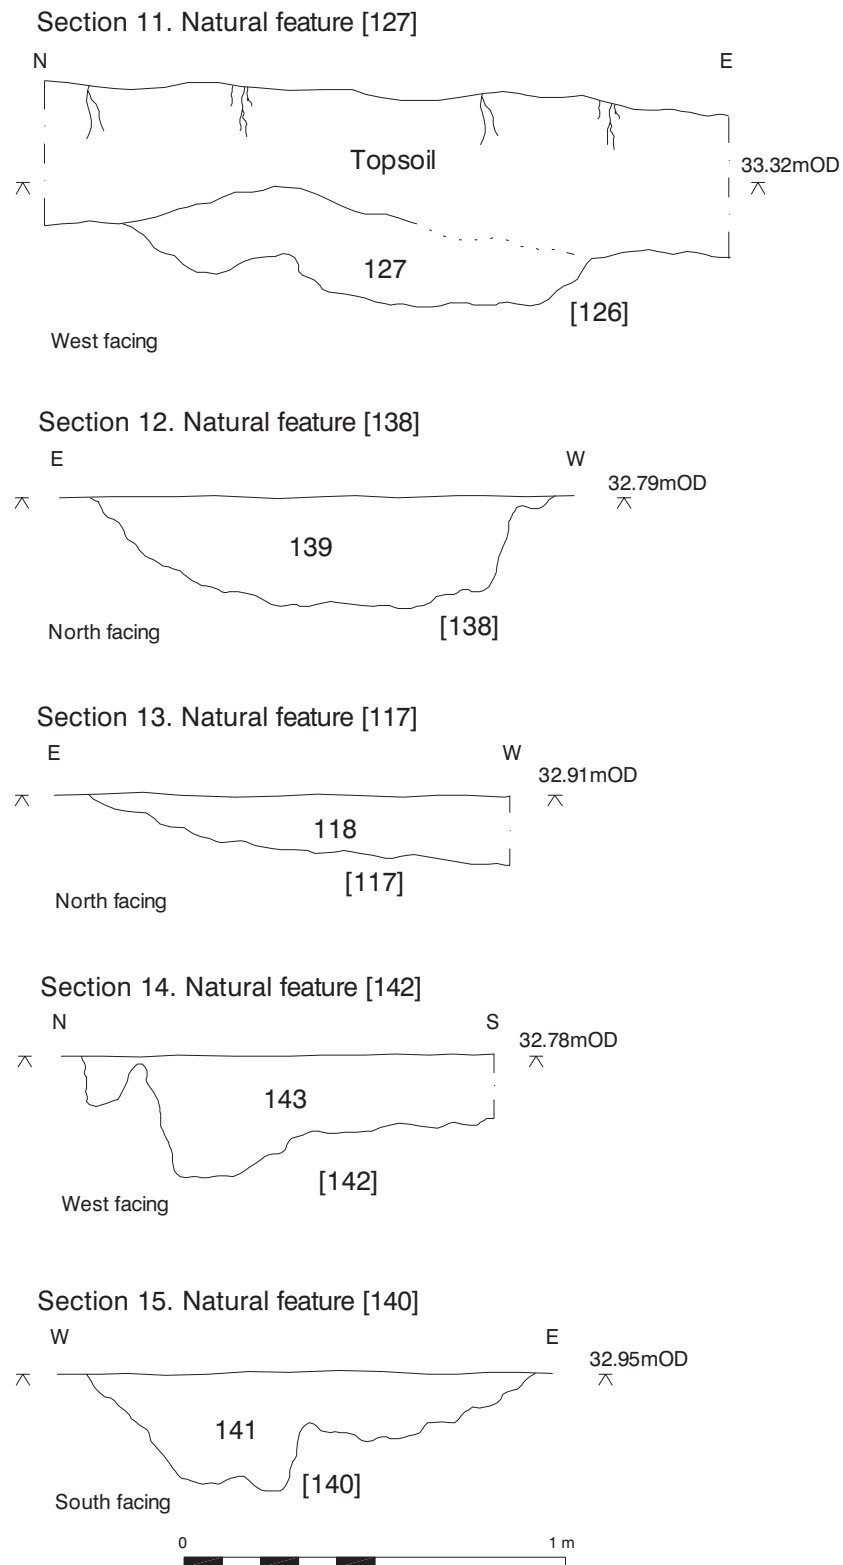 Section 11. Natural feature [127]
N E
Topsoil
33.32mOD
127
[126]
West facing
Section 12. Natural feature [138]
E W
32.79mOD
139
[138]
North facing
Section 13. Natural feature [117]
E W
32.91mOD
118
[117]
North facing
Section 14. Natural feature [142]
N S
32.78mOD
143
[142]
West facing
Section 15. Natural feature [140]
W E
32.95mOD
141
[140]
South facing
0 1 m